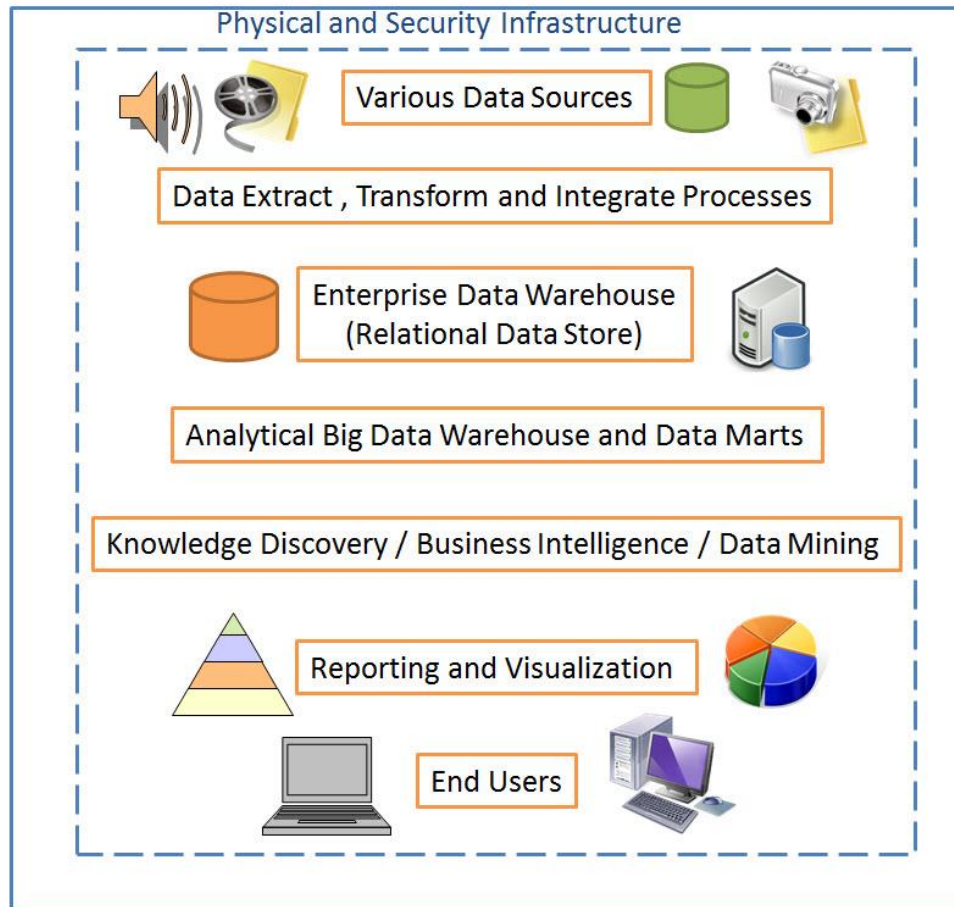 Physical and Security Infrastructure
Various Data Sources
Data Extract , Transform and Integrate Processes
Enterprise Data Warehouse
(Relational Data Store)
Analytical Big Data Warehouse and Data Marts
Knowledge Discovery / Business Intelligence / Data Mining
Reporting and Visualization
End Users